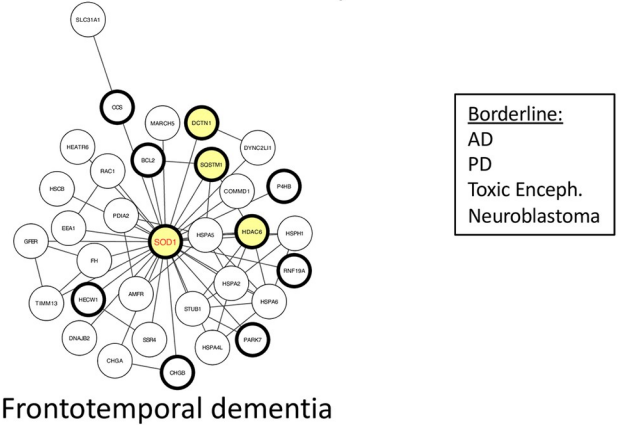 SLC31A1
CCS
MARCH5
DCTN1
HEATR6
BCL2
DYNC2LI1
RAC1
SQSTM1
HSCB
COMMD1
P4HB
PDIA2
EEA1
HSPA5
HDAC6
HSPH1
GFER
SOD1
FH
RNF19A
HSPA2
TIMM13
HECW1
AMFR
STUB1
HSPA6
DNAJB2
SSR4
HSPA4L
PARK7
CHGA
CHGB
Frontotemporal dementia
Borderline:
AD
PD
Toxic Enceph.
Neuroblastoma